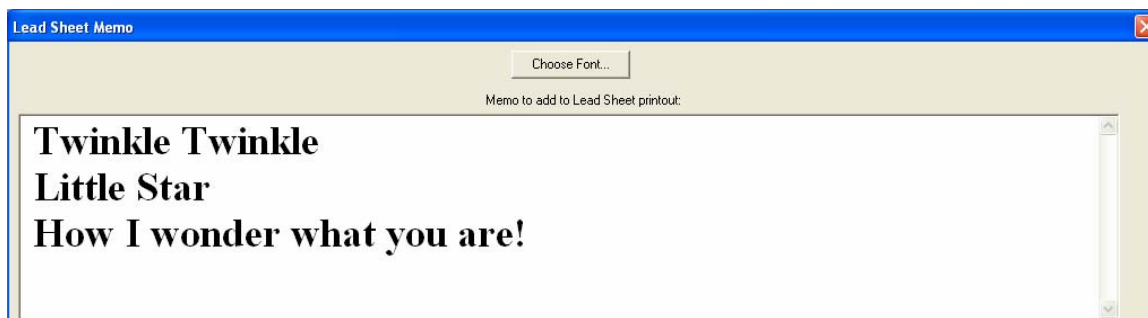 Lead Sheet Memo
Choose Font...
Memo to add to Lead Sheet printout:
Twinkle Twinkle
Little Star
How I wonder what you are!